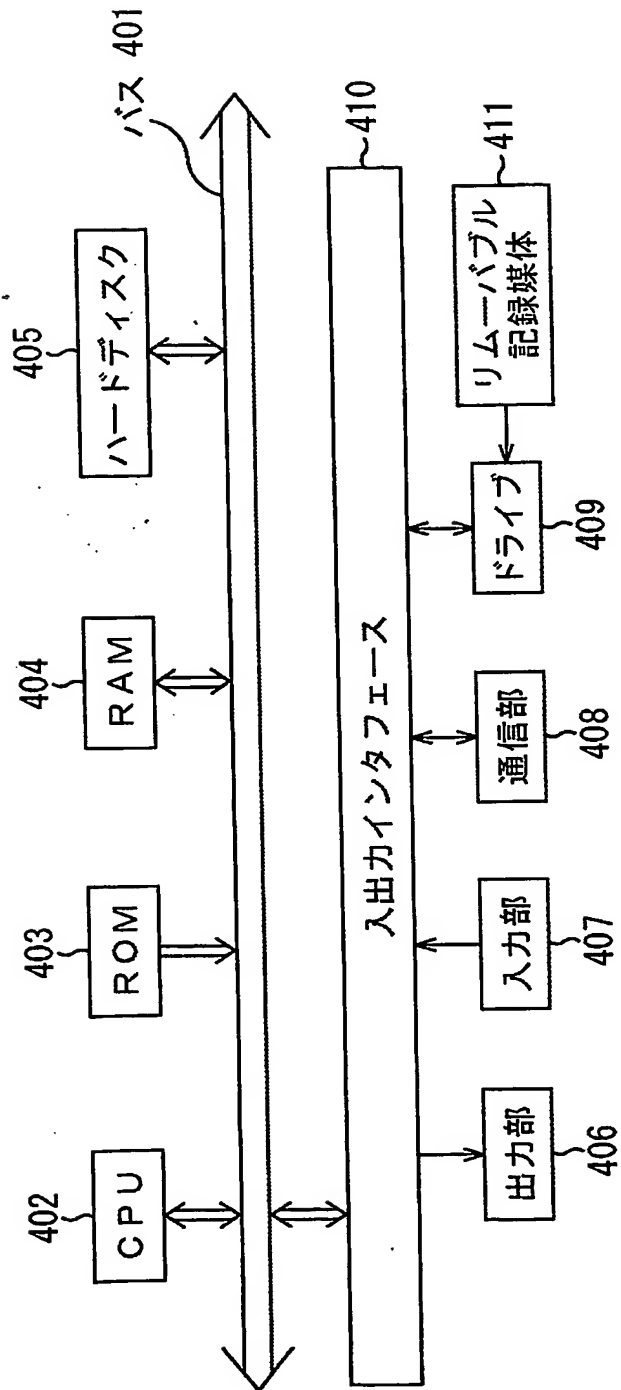 バス 401
402
CPU
403
ROM
404
RAM
405
ハードディスク
410
入出力インタフェース
出力部
406
入力部
407
通信部
408
ドライブ
409
411
リムーバブル
記録媒体